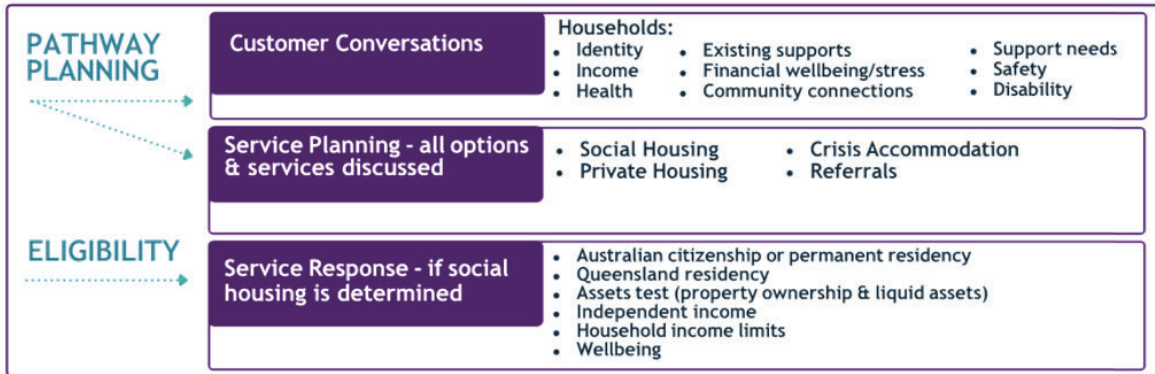 PATHWAY
PLANNING
Customer Conversations
Households:
• Identity • Existing supports • Support needs
• Income • Financial wellbeing/stress • Safety
• Health • Community connections • Disability
Service Planning - all options
& services discussed
• Social Housing • Crisis Accommodation
• Private Housing • Referrals
ELIGIBILITY
Service Response - if social
housing is determined
• Australian citizenship or permanent residency
• Queensland residency
• Assets test (property ownership & liquid assets)
• Independent income
• Household income limits
• Wellbeing